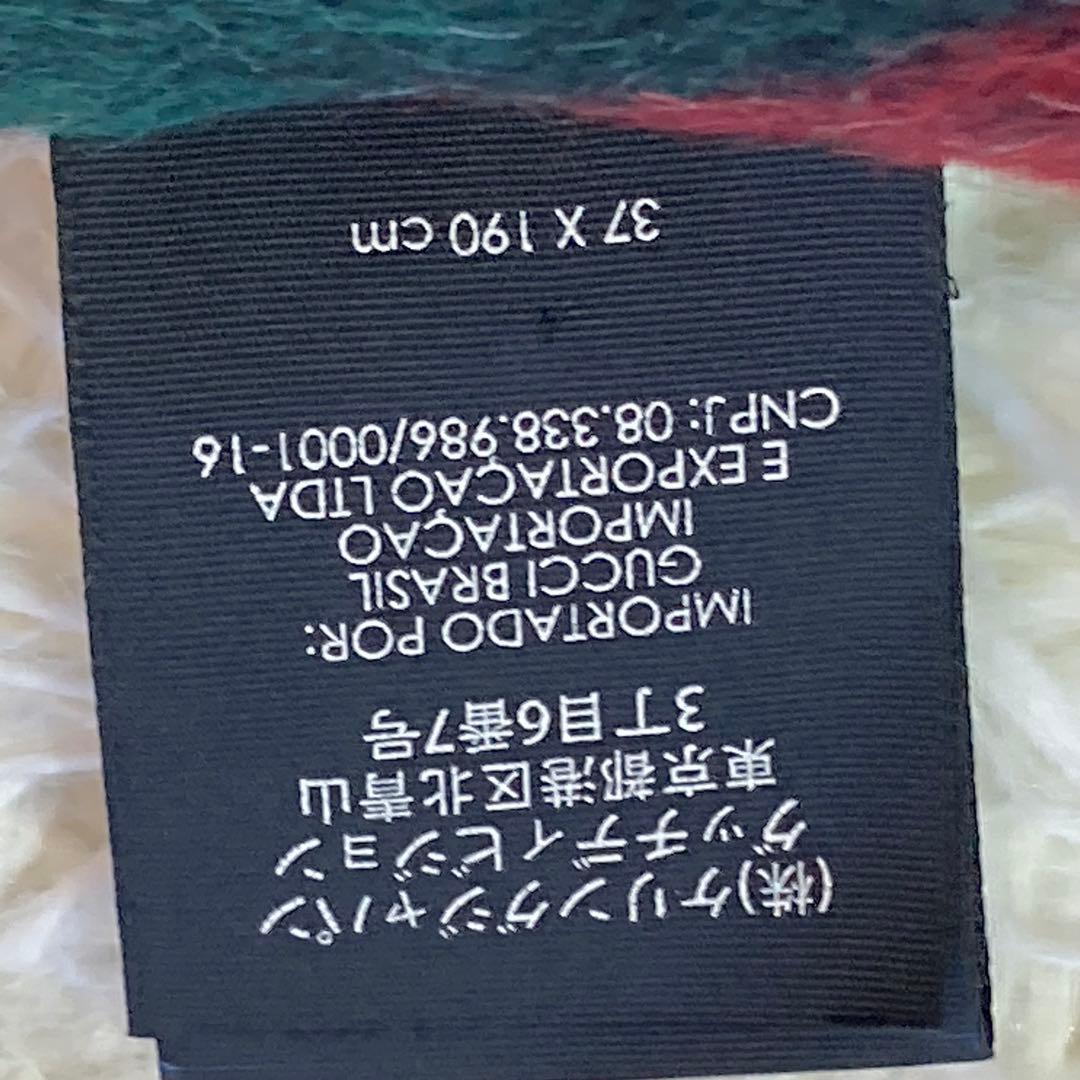 (株)ケリングジャパン
グッチディビジョン
東京都港区北青山
3丁目6番7号
IMPORTADO POR:
GUCCI BRASIL
IMPORTAÇAO
E EXPORTAÇAO LTDA
CNPJ: 08.338.986/0001-16
37 X 190 cm